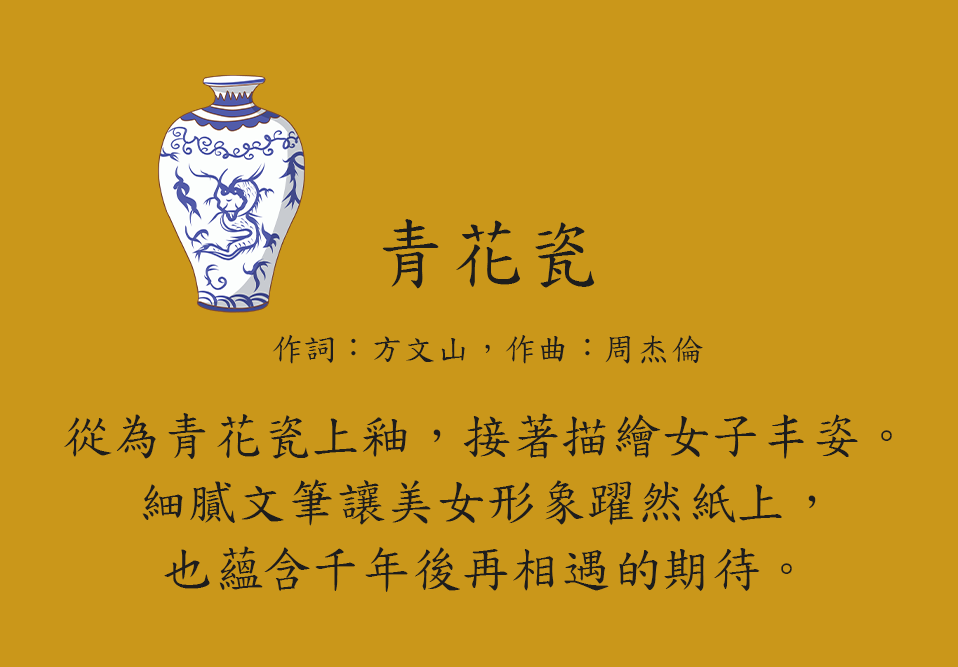 青花瓷
作詞：方文山，作曲：周杰倫
從為青花瓷上釉，接著描繪女子丰姿。
細膩文筆讓美女形象躍然紙上，
也蘊含千年後再相遇的期待。